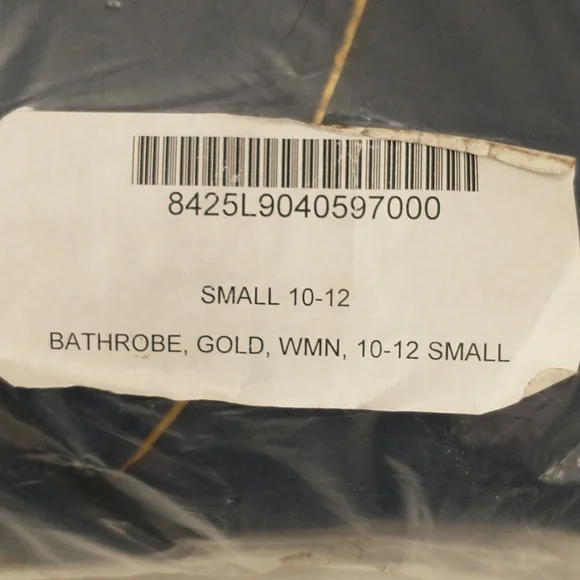 8425L9040597000
SMALL 10-12
BATHROBE, GOLD, WMN, 10-12 SMALL